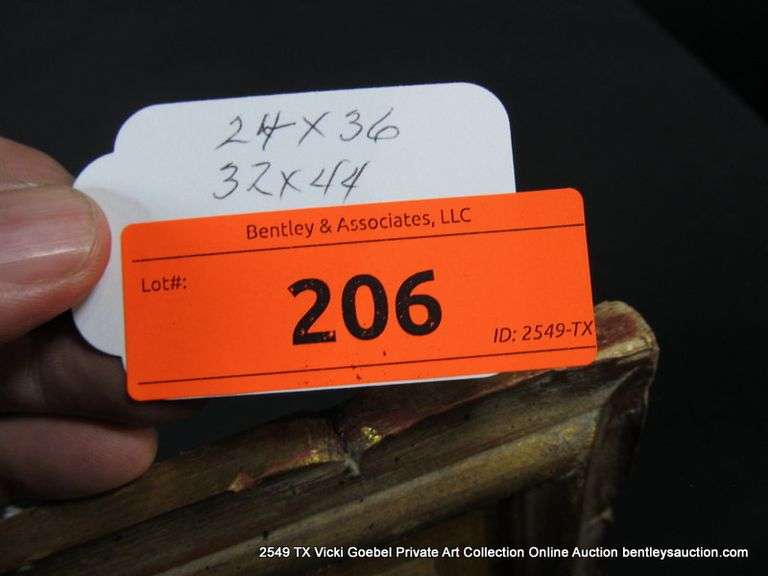 24 x 36
32 x 44
Bentley & Associates, LLC
Lot#:
206
ID: 2549-TX
2549 TX Vicki Goebel Private Art Collection Online Auction bentleysauction.com